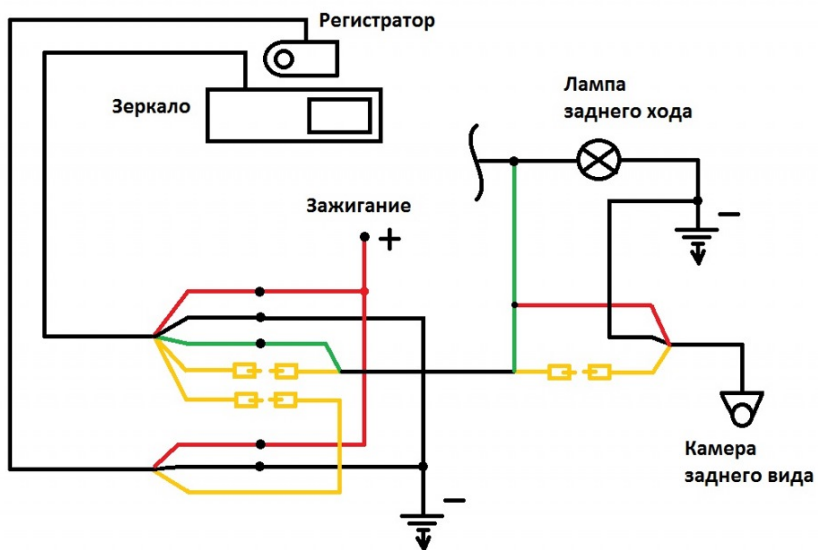 Регистратор
Зеркало
Лампа
заднего хода
Зажигание
+
−
−
Камера
заднего вида